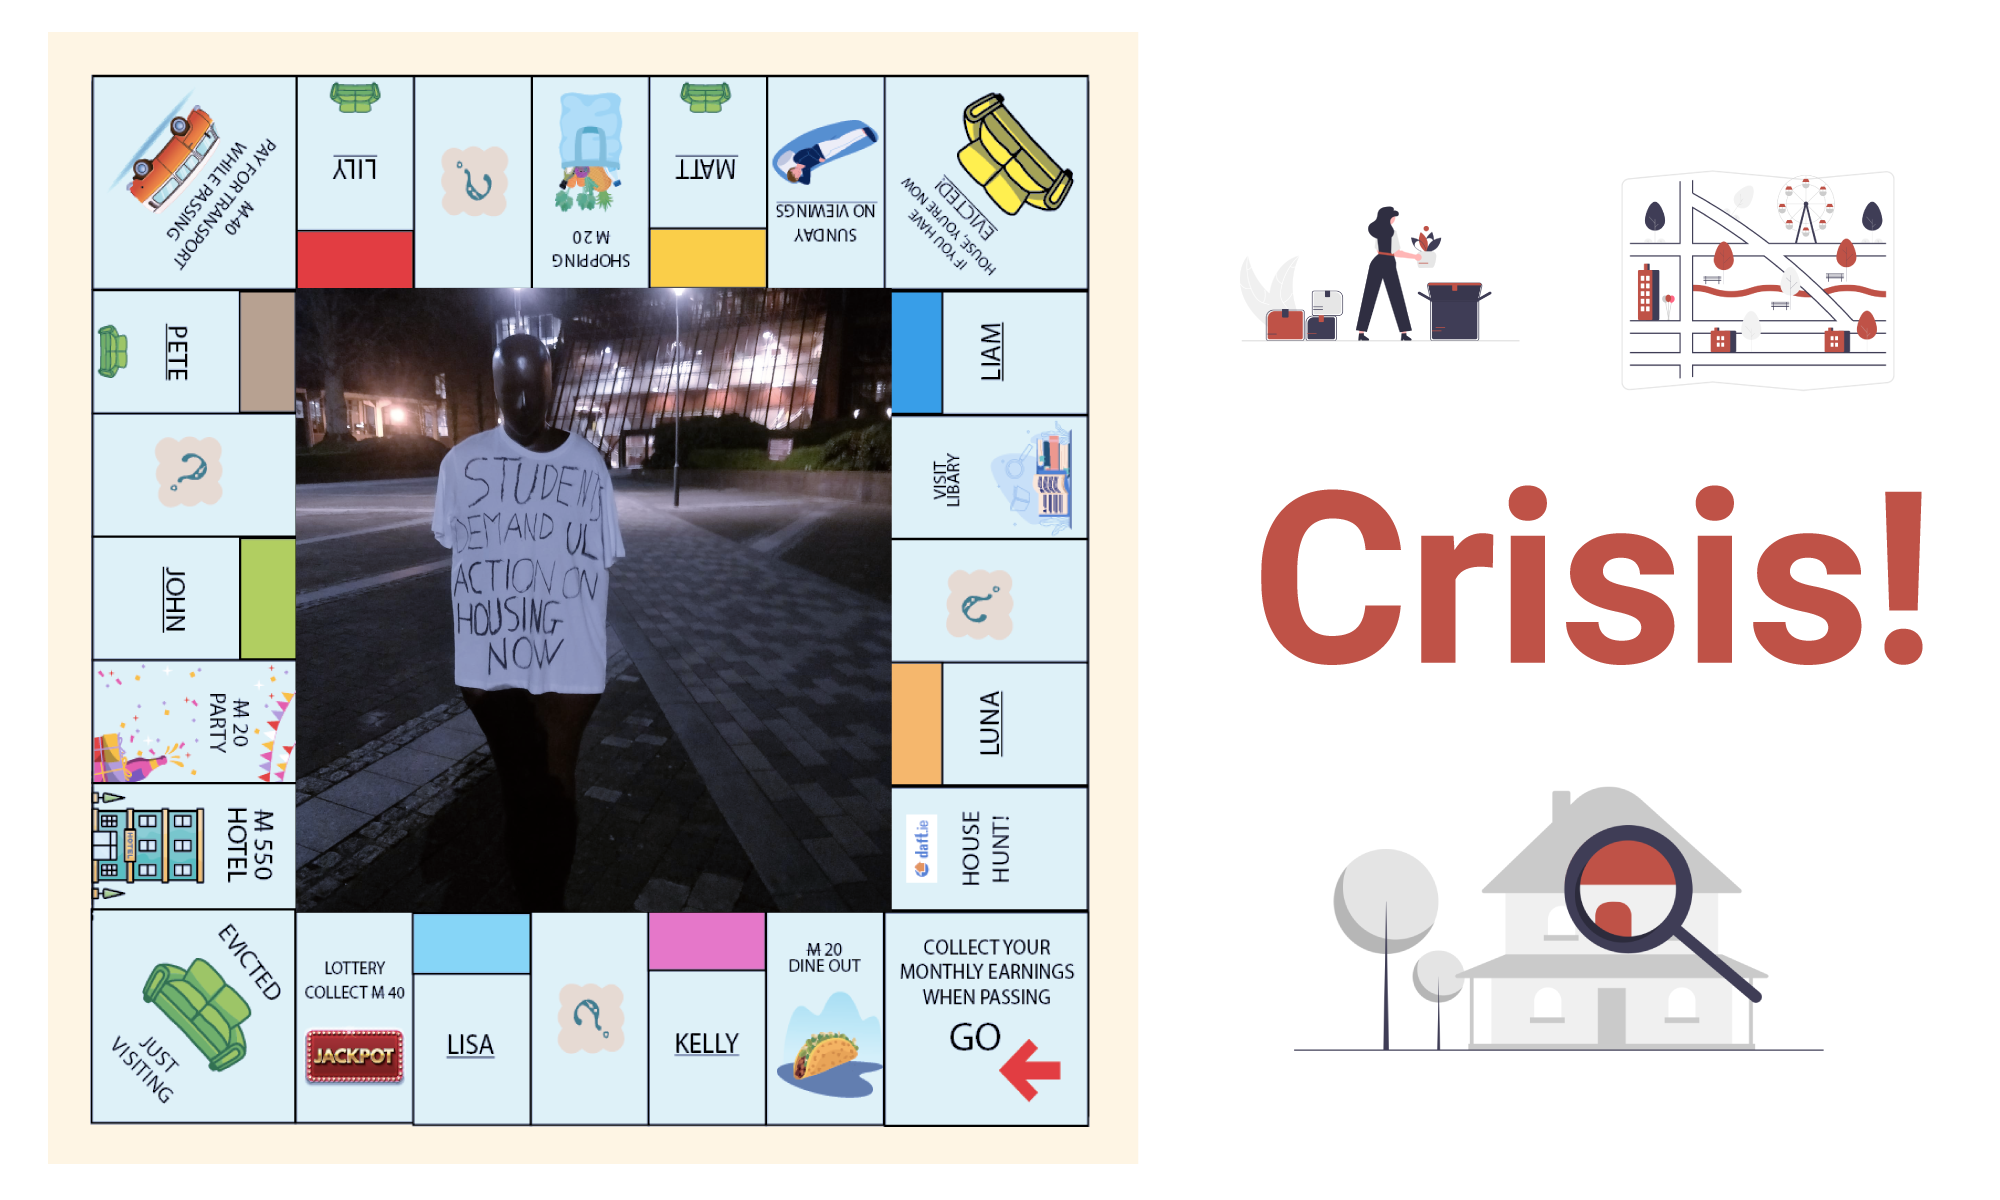 M-40
PAY FOR TRANSPORT
WHILE PASSING
LILY
SHOPPING
M 20
MATT
SUNDAY
NO VIEWINGS
IF YOU HAVE
HOUSE, YOU'RE NOW
EVICTED!
PETE
JOHN
M 20
PARTY
M 550
HOTEL
HOTEL
EVICTED
JUST
VISITING
LOTTERY
COLLECT M 40
JACKPOT
LISA
KELLY
M 20
DINE OUT
COLLECT YOUR
MONTHLY EARNINGS
WHEN PASSING
GO
LIAM
VISIT
LIBARY
LUNA
daft.ie
HOUSE
HUNT!
STUDENTS
DEMAND UL
ACTION ON
HOUSING
NOW
Crisis!